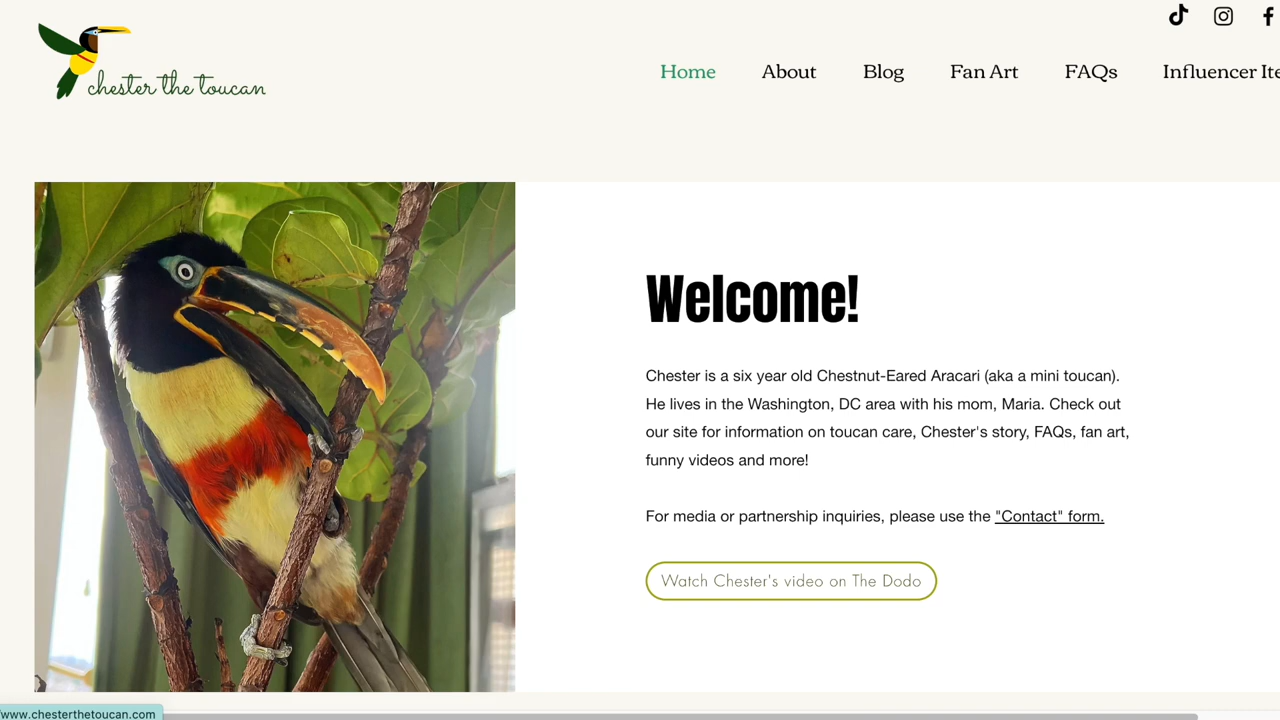 chester the toucan
Home About Blog Fan Art FAQs Influencer Ite
Welcome!
Chester is a six year old Chestnut-Eared Aracari (aka a mini toucan).
He lives in the Washington, DC area with his mom, Maria. Check out
our site for information on toucan care, Chester's story, FAQs, fan art,
funny videos and more!
For media or partnership inquiries, please use the "Contact" form.
Watch Chester's video on The Dodo
www.chesterthetoucan.com